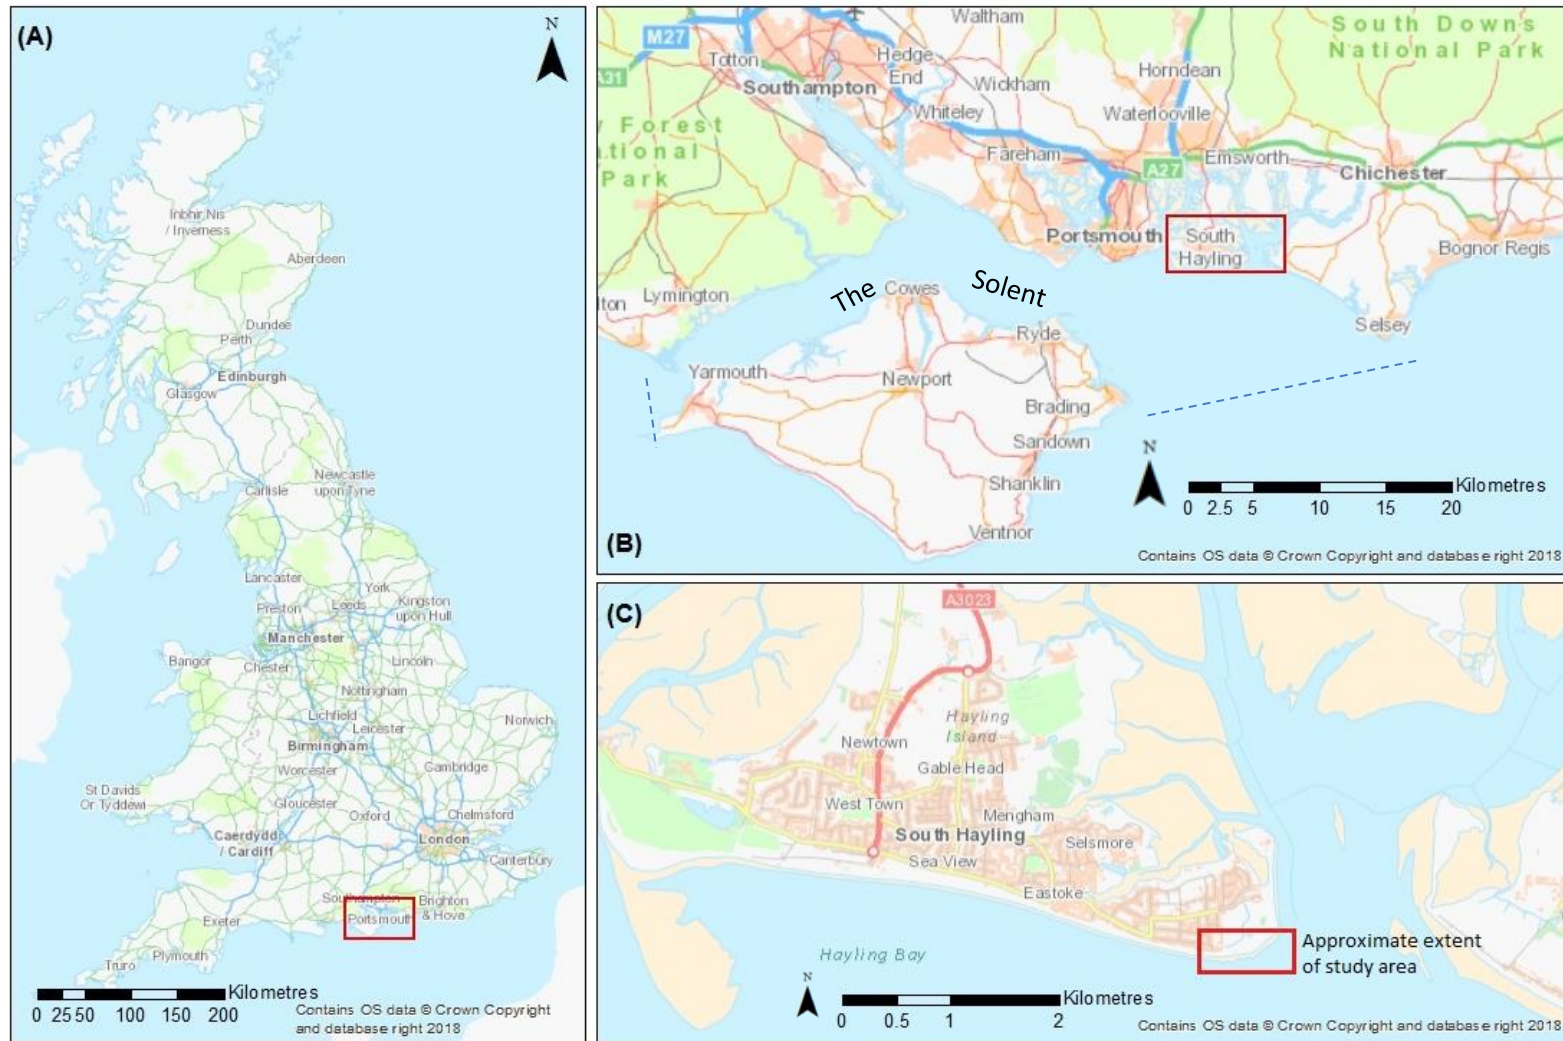 (A)
N
Inbhir Nis
/ Inverness
Aberdeen
Dundee
Perth
Edinburgh
Glasgow
Newcastle
upon Tyne
Carlisle
Lancaster
York
Preston
Leeds
Kingston
upon Hull
Manchester
Bangor
Chester
Lincoln
Nottingham
Lichfield
Leicester
Norwich
Birmingham
Worcester
Cambridge
St Davids
Or Tyddewi
Gloucester
Oxford
Chelmsford
Caerdydd
/ Cardiff
London
Canterbury
Southampton
Brighton
& Hove
Portsmouth
Exeter
Plymouth
Truro
Kilometres
0 25 50 100 150 200
Contains OS data © Crown Copyright
and database right 2018
(B)
Waltham
South Downs
National Park
M27
Totton
Hedge
End
A31
Southampton
Wickham
Horndean
Whiteley
Waterlooville
w Forest
ational
Park
Fareham
A27
Emsworth
Chichester
Portsmouth
South
Hayling
Bognor Regis
The Solent
Cowes
lton
Lymington
Ryde
Selsey
Yarmouth
Newport
Brading
Sandown
N
Shanklin
Kilometres
0 2.5 5 10 15 20
Ventnor
Contains OS data © Crown Copyright and database right 2018
(C)
A3023
Hayling
Island
Newtown
Gable Head
West Town
Mengham
South Hayling
Selsmore
Sea View
Eastoke
Approximate extent
of study area
Hayling Bay
N
Kilometres
0 0.5 1 2
Contains OS data © Crown Copyright and database right 2018